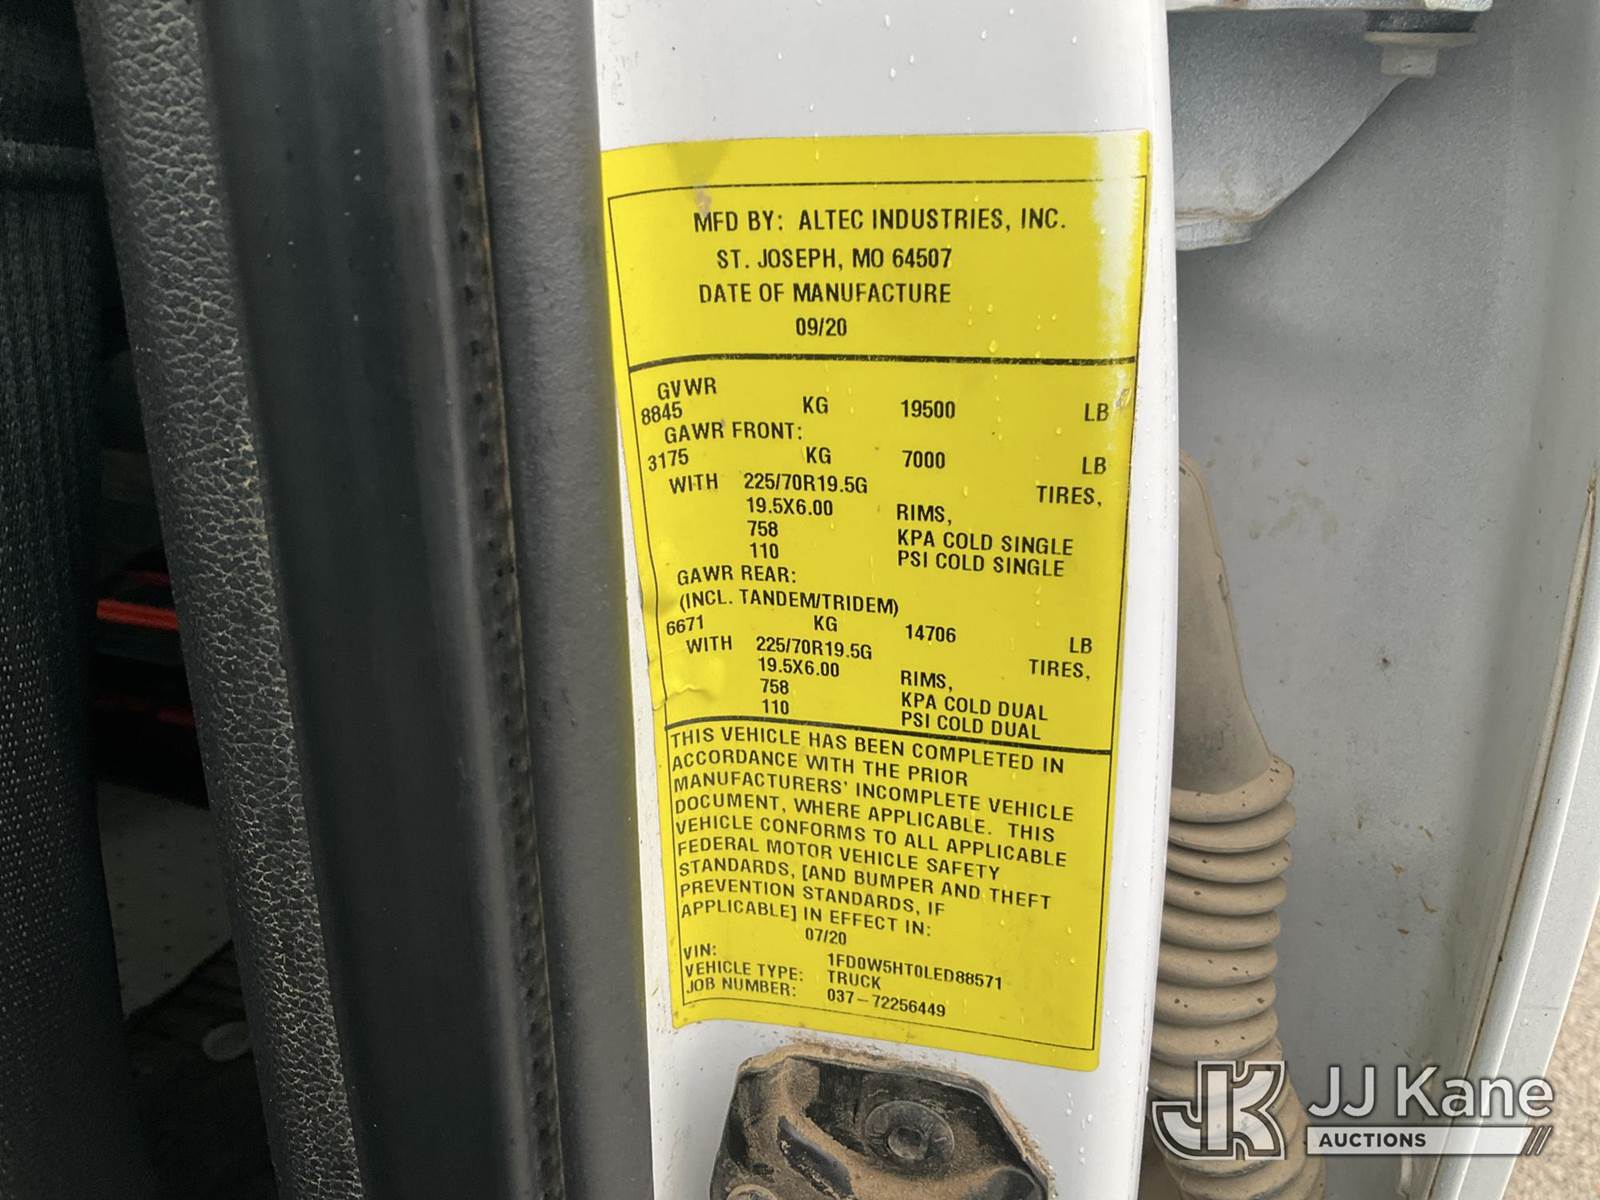 MFD BY: ALTEC INDUSTRIES, INC.
ST. JOSEPH, MO 64507
DATE OF MANUFACTURE
09/20
GVWR
8845 KG 19500 LB
GAWR FRONT:
3175 KG 7000 LB
WITH 225/70R19.5G TIRES,
19.5X6.00 RIMS,
758 KPA COLD SINGLE
110 PSI COLD SINGLE
GAWR REAR:
(INCL. TANDEM/TRIDEM)
6671 KG 14706 LB
WITH 225/70R19.5G TIRES,
19.5X6.00 RIMS,
758 KPA COLD DUAL
110 PSI COLD DUAL
THIS VEHICLE HAS BEEN COMPLETED IN
ACCORDANCE WITH THE PRIOR
MANUFACTURERS' INCOMPLETE VEHICLE
DOCUMENT, WHERE APPLICABLE. THIS
VEHICLE CONFORMS TO ALL APPLICABLE
FEDERAL MOTOR VEHICLE SAFETY
STANDARDS, [AND BUMPER AND THEFT
PREVENTION STANDARDS, IF
APPLICABLE] IN EFFECT IN:
07/20
VIN: 1FD0W5HT0LED88571
VEHICLE TYPE: TRUCK
JOB NUMBER: 037-72256449
JK JJ Kane
AUCTIONS